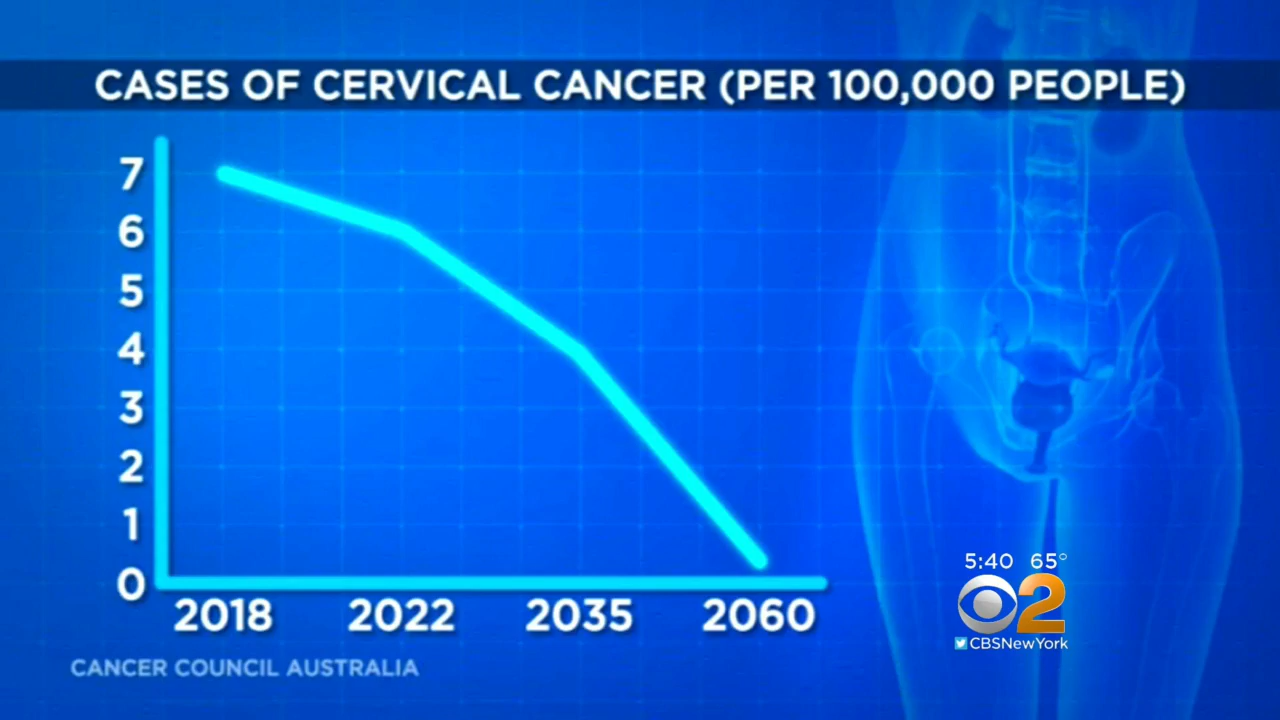 CASES OF CERVICAL CANCER (PER 100,000 PEOPLE)
7
6
5
4
3
2
1
0
2018 2022 2035 2060
CANCER COUNCIL AUSTRALIA
5:40 65°
2
CBSNewYork